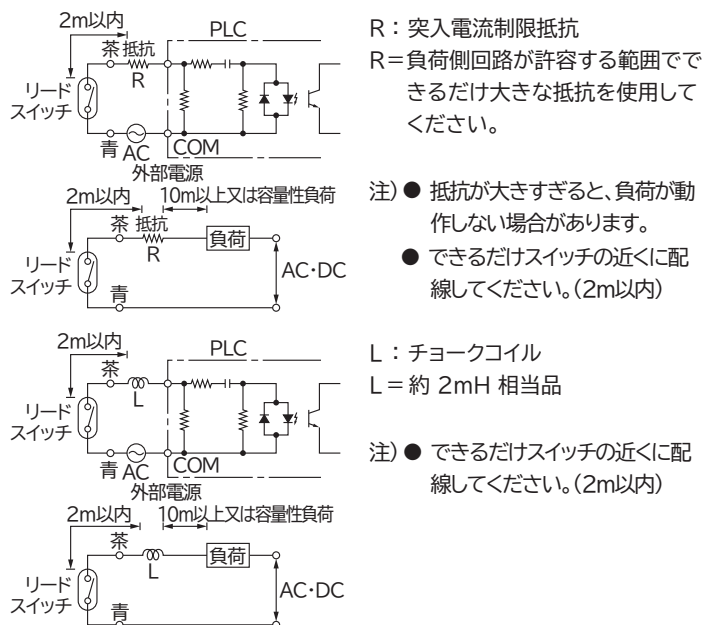 2m以内
PLC
茶 抵抗
R
リード
スイッチ
青 AC
COM
外部電源
R：突入電流制限抵抗
R＝負荷側回路が許容する範囲でで
きるだけ大きな抵抗を使用して
ください。
2m以内 10m以上又は容量性負荷
茶 抵抗
R
負荷
リード
スイッチ
AC・DC
青
注）● 抵抗が大きすぎると、負荷が動
作しない場合があります。
● できるだけスイッチの近くに配
線してください。（2m以内）
2m以内
PLC
茶
L
リード
スイッチ
青 AC
COM
外部電源
L：チョークコイル
L＝約 2mH 相当品
2m以内 10m以上又は容量性負荷
茶
L
負荷
リード
スイッチ
AC・DC
青
注）● できるだけスイッチの近くに配
線してください。（2m以内）